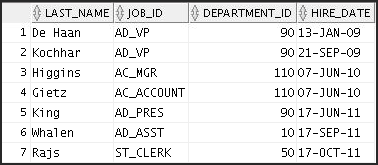 LAST_NAME JOB_ID DEPARTMENT_ID HIRE_DATE
1 De Haan AD_VP 90 13-JAN-09
2 Kochhar AD_VP 90 21-SEP-09
3 Higgins AC_MGR 110 07-JUN-10
4 Gietz AC_ACCOUNT 110 07-JUN-10
5 King AD_PRES 90 17-JUN-11
6 Whalen AD_ASST 10 17-SEP-11
7 Rajs ST_CLERK 50 17-OCT-11